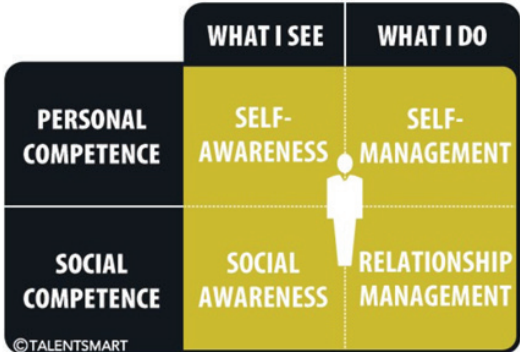 WHAT I SEE WHAT I DO
PERSONAL COMPETENCE
SELF-AWARENESS
SELF-MANAGEMENT
SOCIAL COMPETENCE
SOCIAL AWARENESS
RELATIONSHIP MANAGEMENT
©TALENTSMART